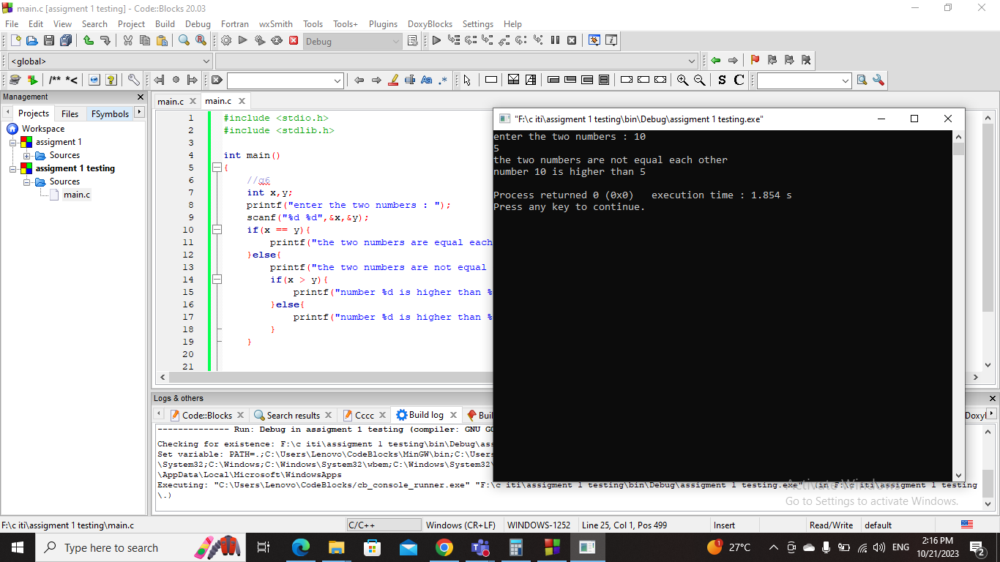 main.c [assigment 1 testing] - Code::Blocks 20.03
File Edit View Search Project Build Debug Fortran wxSmith Tools Tools+ Plugins DoxyBlocks Settings Help
Debug
<global>
/** *<
Aa .*
S C
Management
Projects Files FSymbols
Workspace
assigment 1
Sources
assigment 1 testing
Sources
main.c
main.c main.c
1 #include <stdio.h>
2 #include <stdlib.h>
3
4 int main()
5 {
6 //q6
7 int x,y;
8 printf("enter the two numbers : ");
9 scanf("%d %d",&x,&y);
10 if(x == y){
11 printf("the two numbers are equal each
12 }else{
13 printf("the two numbers are not equal
14 if(x > y){
15 printf("number %d is higher than %
16 }else{
17 printf("number %d is higher than %
18 }
19 }
20
21
"F:\c iti\assigment 1 testing\bin\Debug\assigment 1 testing.exe"
enter the two numbers : 10
5
the two numbers are not equal each other
number 10 is higher than 5
Process returned 0 (0x0)   execution time : 1.854 s
Press any key to continue.
Logs & others
Code::Blocks Search results Cccc Build log Buil Doxyl
-------------- Run: Debug in assigment 1 testing (compiler: GNU GC
Checking for existence: F:\c iti\assigment 1 testing\bin\Debug\ass
Set variable: PATH=.;C:\Users\Lenovo\CodeBlocks\MinGW\bin;C:\Users
\System32;C:\Windows;C:\Windows\System32\wbem;C:\Windows\System32\
\AppData\Local\Microsoft\WindowsApps
Executing: "C:\Users\Lenovo\CodeBlocks/cb_console_runner.exe" "F:\c iti\assigment 1 testing\bin\Debug\assigment 1 testing.exe" (in F:\c iti\assigment 1 testing
\.)
Activate Windows
Go to Settings to activate Windows.
F:\c iti\assigment 1 testing\main.c C/C++ Windows (CR+LF) WINDOWS-1252 Line 25, Col 1, Pos 499 Insert Read/Write default
Type here to search
1 27°C ENG 2:16 PM
10/21/2023
2